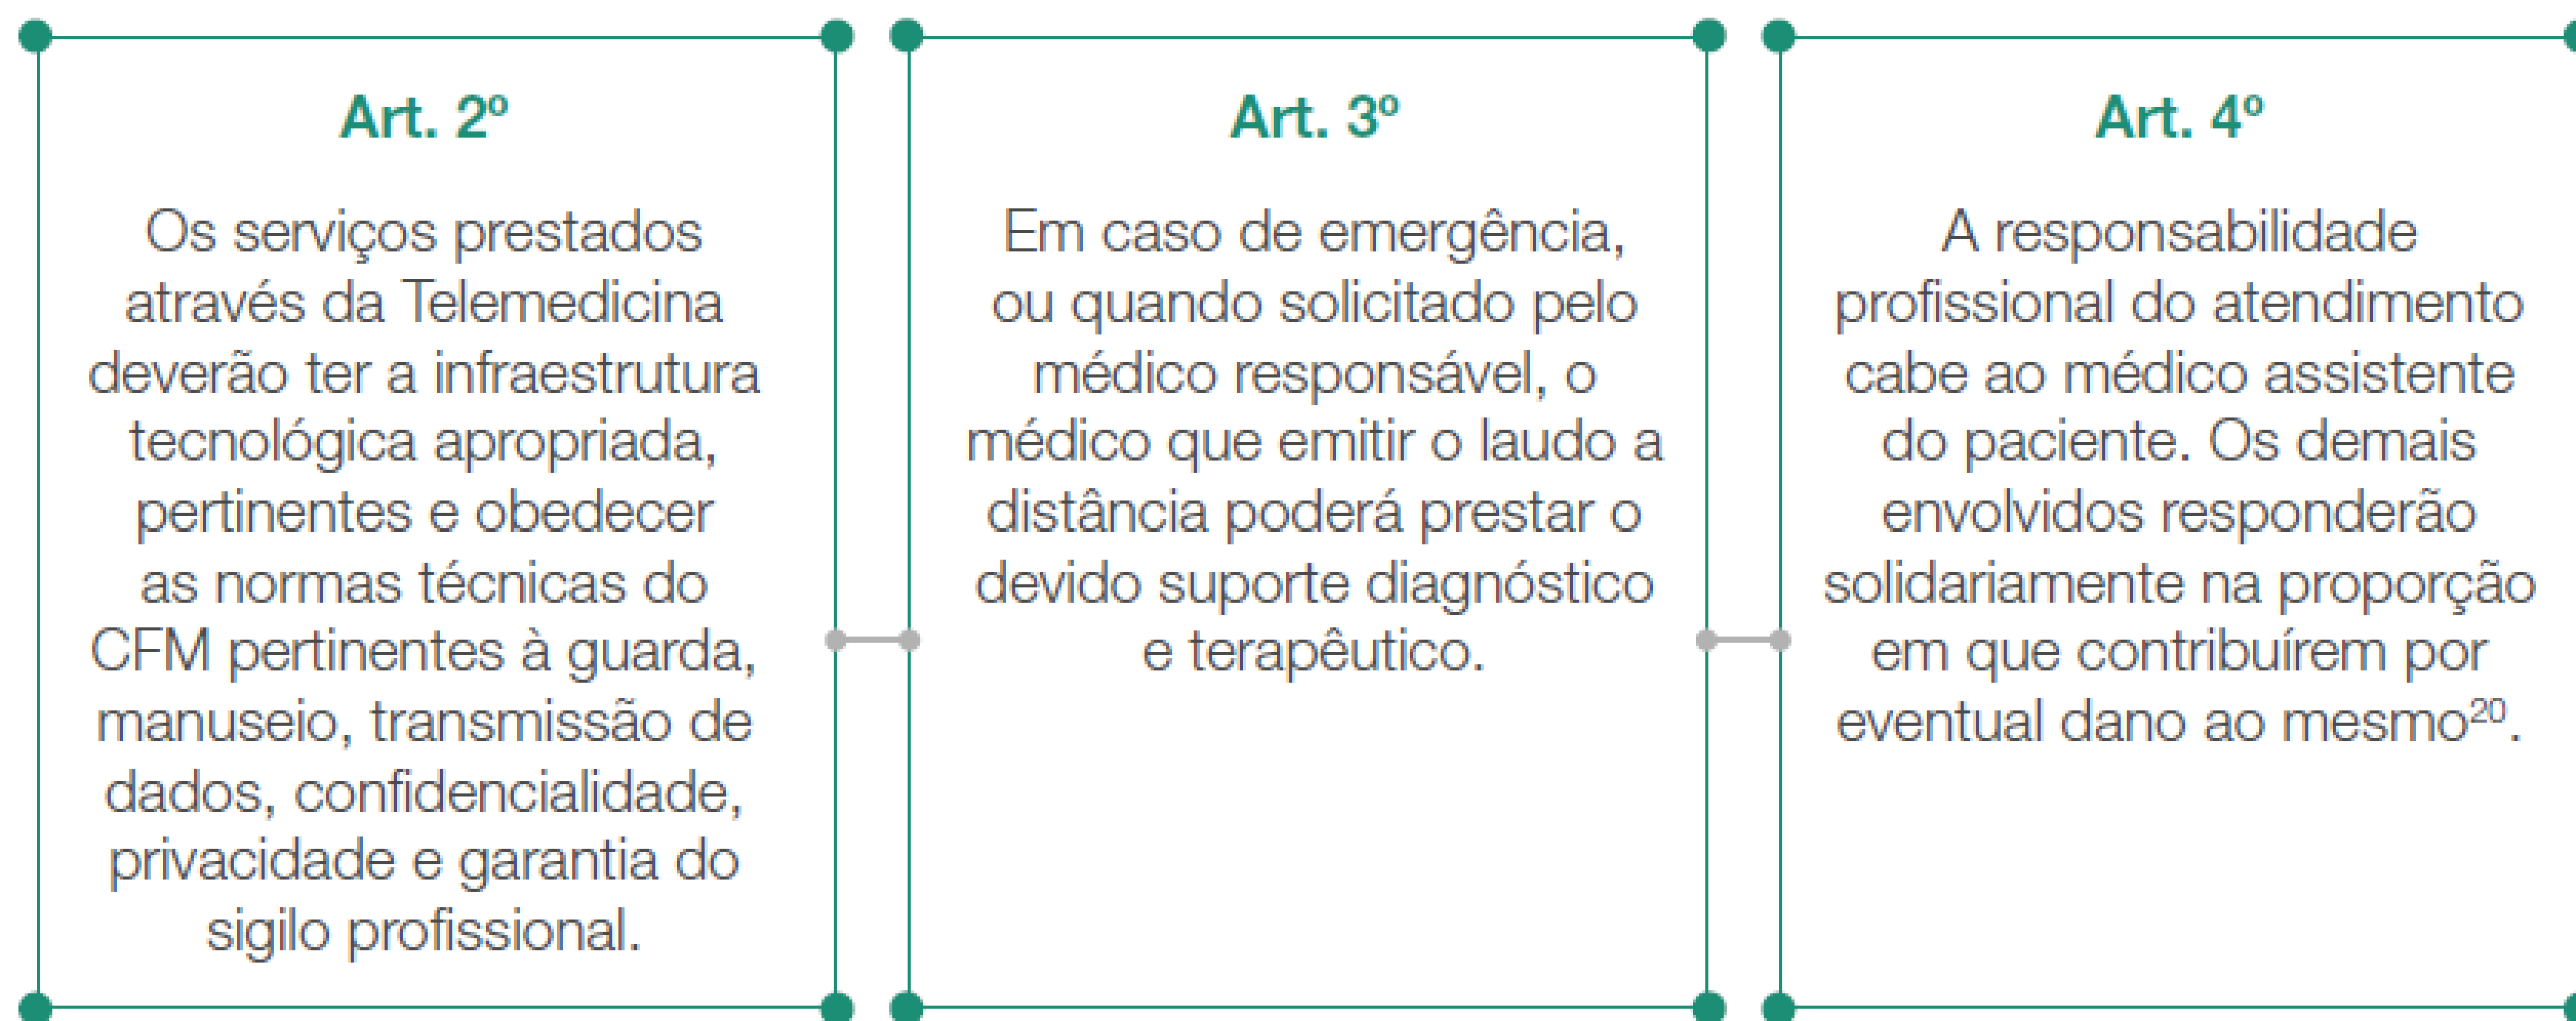 Art. 2º
Os serviços prestados
através da Telemedicina
deverão ter a infraestrutura
tecnológica apropriada,
pertinentes e obedecer
as normas técnicas do
CFM pertinentes à guarda,
manuseio, transmissão de
dados, confidencialidade,
privacidade e garantia do
sigilo profissional.
Art. 3º
Em caso de emergência,
ou quando solicitado pelo
médico responsável, o
médico que emitir o laudo a
distância poderá prestar o
devido suporte diagnóstico
e terapêutico.
Art. 4º
A responsabilidade
profissional do atendimento
cabe ao médico assistente
do paciente. Os demais
envolvidos responderão
solidariamente na proporção
em que contribuírem por
eventual dano ao mesmo²⁰.